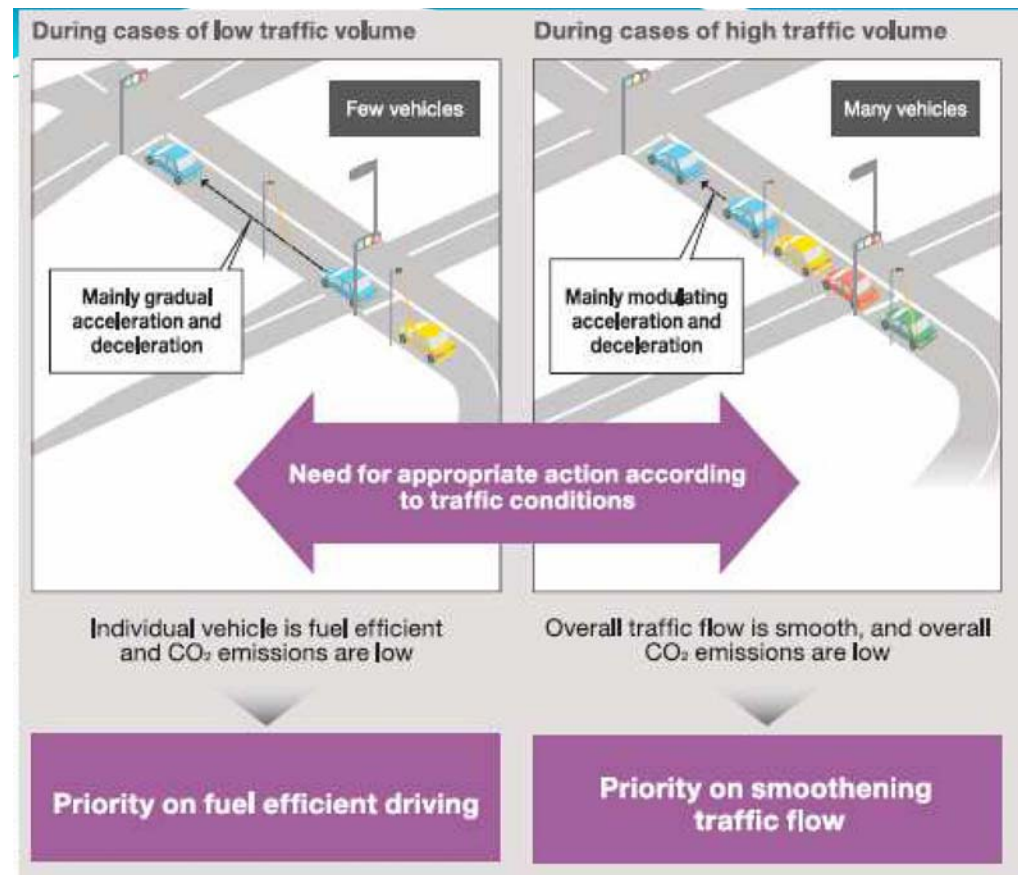 During cases of low traffic volume
Few vehicles
Mainly gradual
acceleration and
deceleration
During cases of high traffic volume
Many vehicles
Mainly modulating
acceleration and
deceleration
Need for appropriate action according
to traffic conditions
Individual vehicle is fuel efficient
and CO₂ emissions are low
Overall traffic flow is smooth, and overall
CO₂ emissions are low
Priority on fuel efficient driving
Priority on smoothening
traffic flow